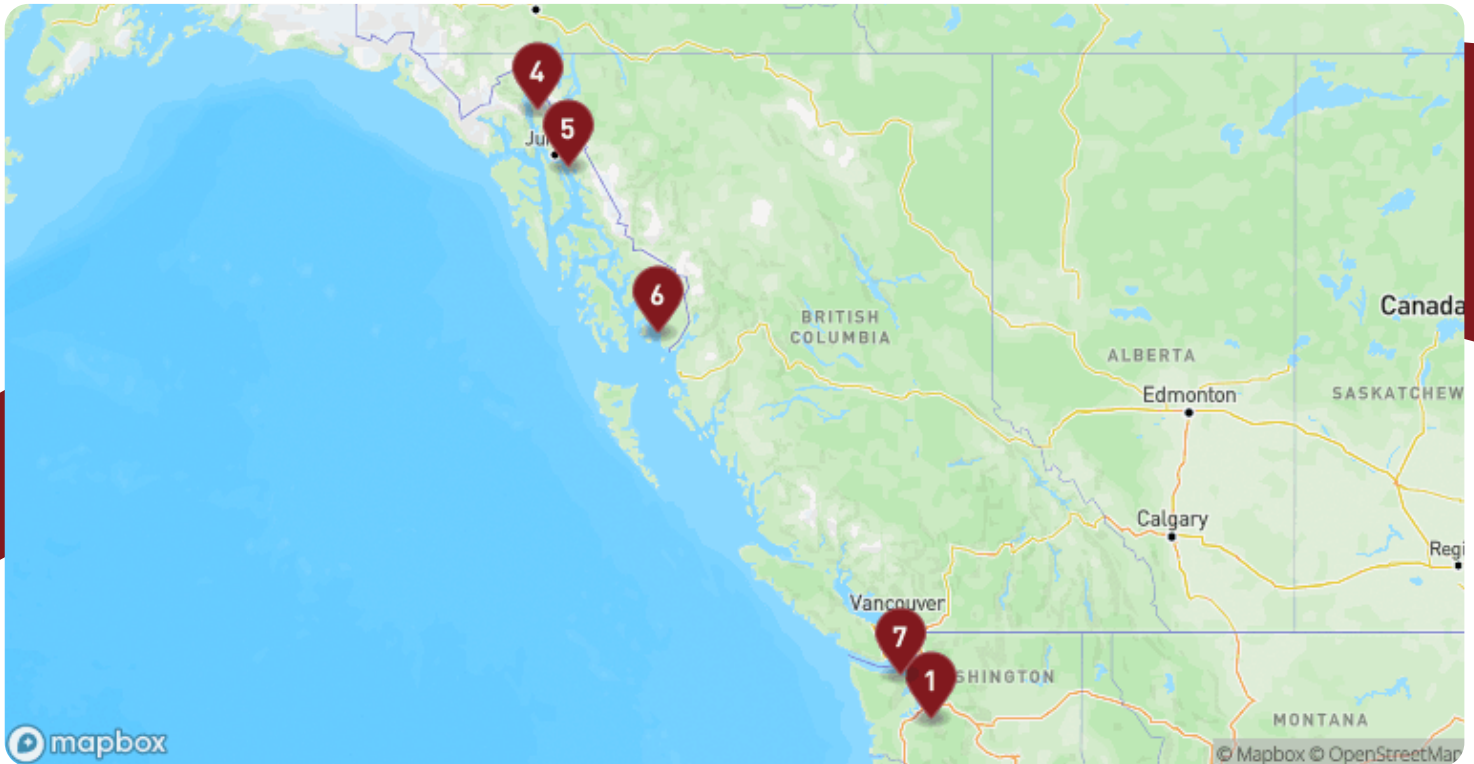 4
5
Ju
6
BRITISH
COLUMBIA
Canada
ALBERTA
Edmonton
SASKATCHEW
Calgary
Regi
Vancouver
7
1
SHINGTON
MONTANA
mapbox
© Mapbox © OpenStreetMap